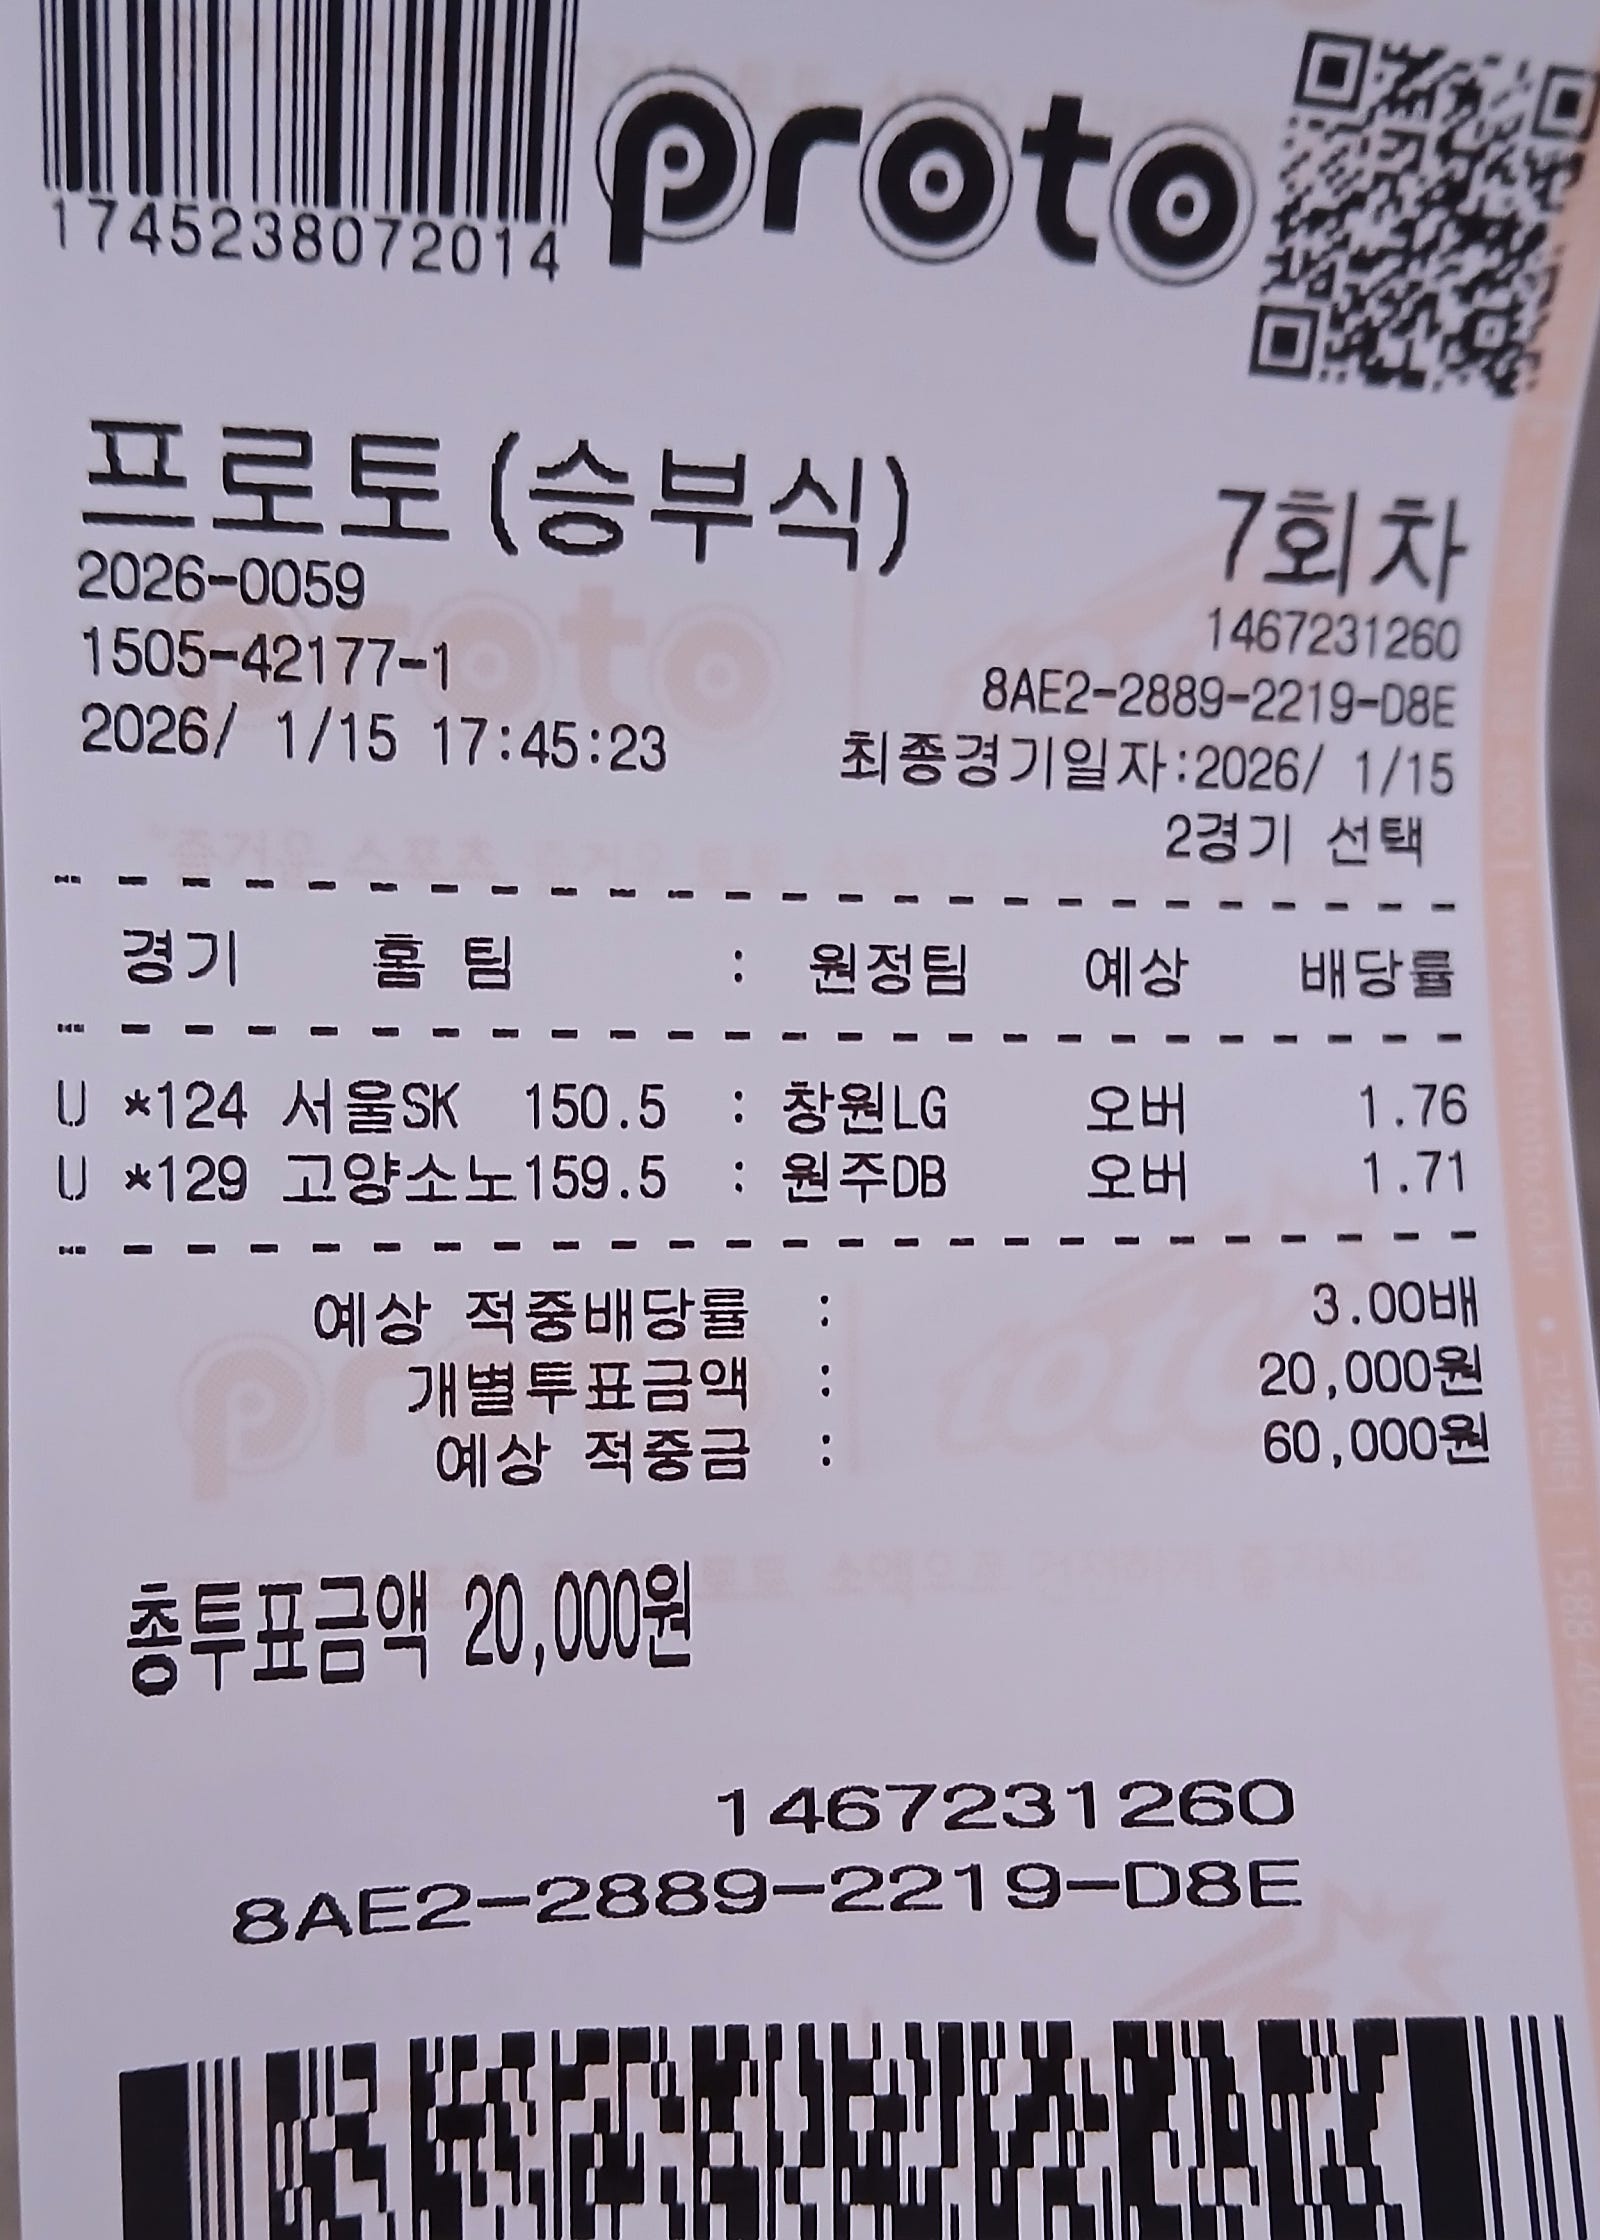 proto
1745238072014
프로토(승부식) 7회차
2026-0059 1467231260
1505-42177-1 8AE2-2889-2219-D8E
2026/ 1/15 17:45:23 최종경기일자:2026/ 1/15
2경기 선택
경기 홈 팀 : 원정팀 예상 배당률
U *124 서울SK 150.5 : 창원LG 오버 1.76
U *129 고양소노159.5 : 원주DB 오버 1.71
예상 적중배당률 : 3.00배
개별투표금액 : 20,000원
예상 적중금 : 60,000원
총투표금액 20,000원
1467231260
8AE2-2889-2219-D8E